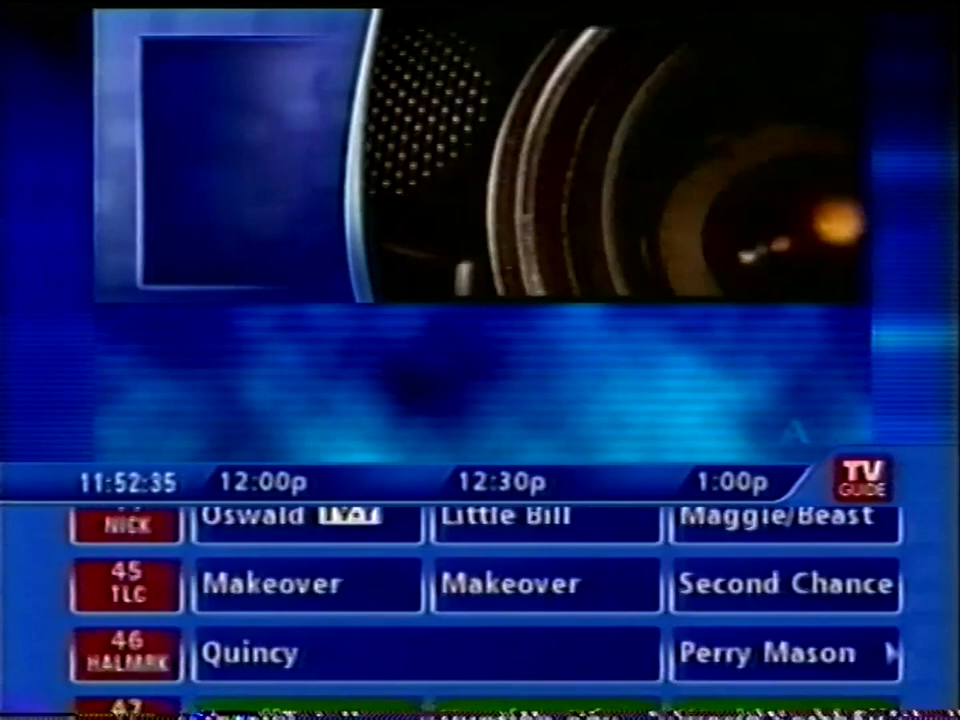 A
11:52:35 12:00p 12:30p 1:00p TV GUIDE
NICK Oswald Little Bill Maggie/Beast
45 TLC Makeover Makeover Second Chance
46 HALMRK Quincy Perry Mason
47